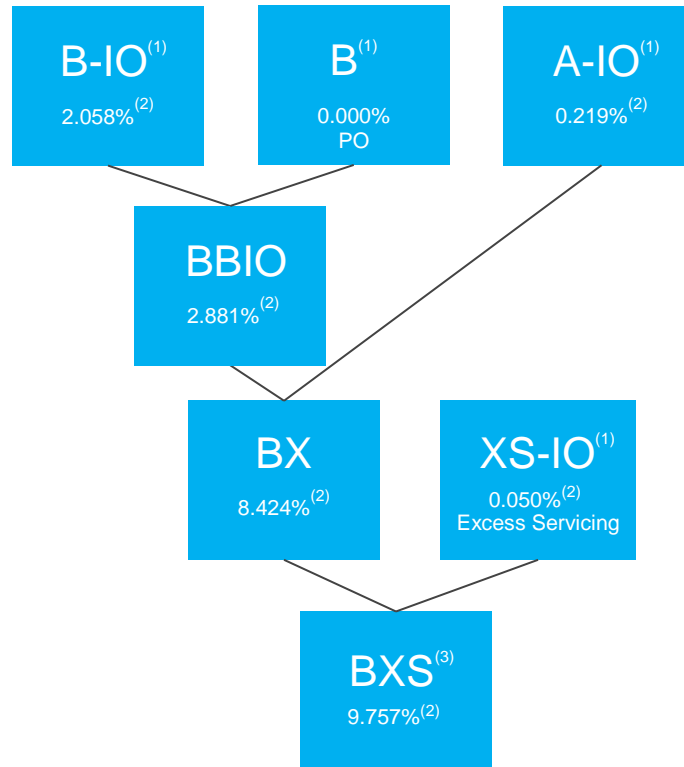 B-IO(1)
2.058%(2)
B(1)
0.000%
PO
A-IO(1)
0.219%(2)
BBIO
2.881%(2)
BX
8.424%(2)
XS-IO(1)
0.050%(2)
Excess Servicing
BXS(3)
9.757%(2)